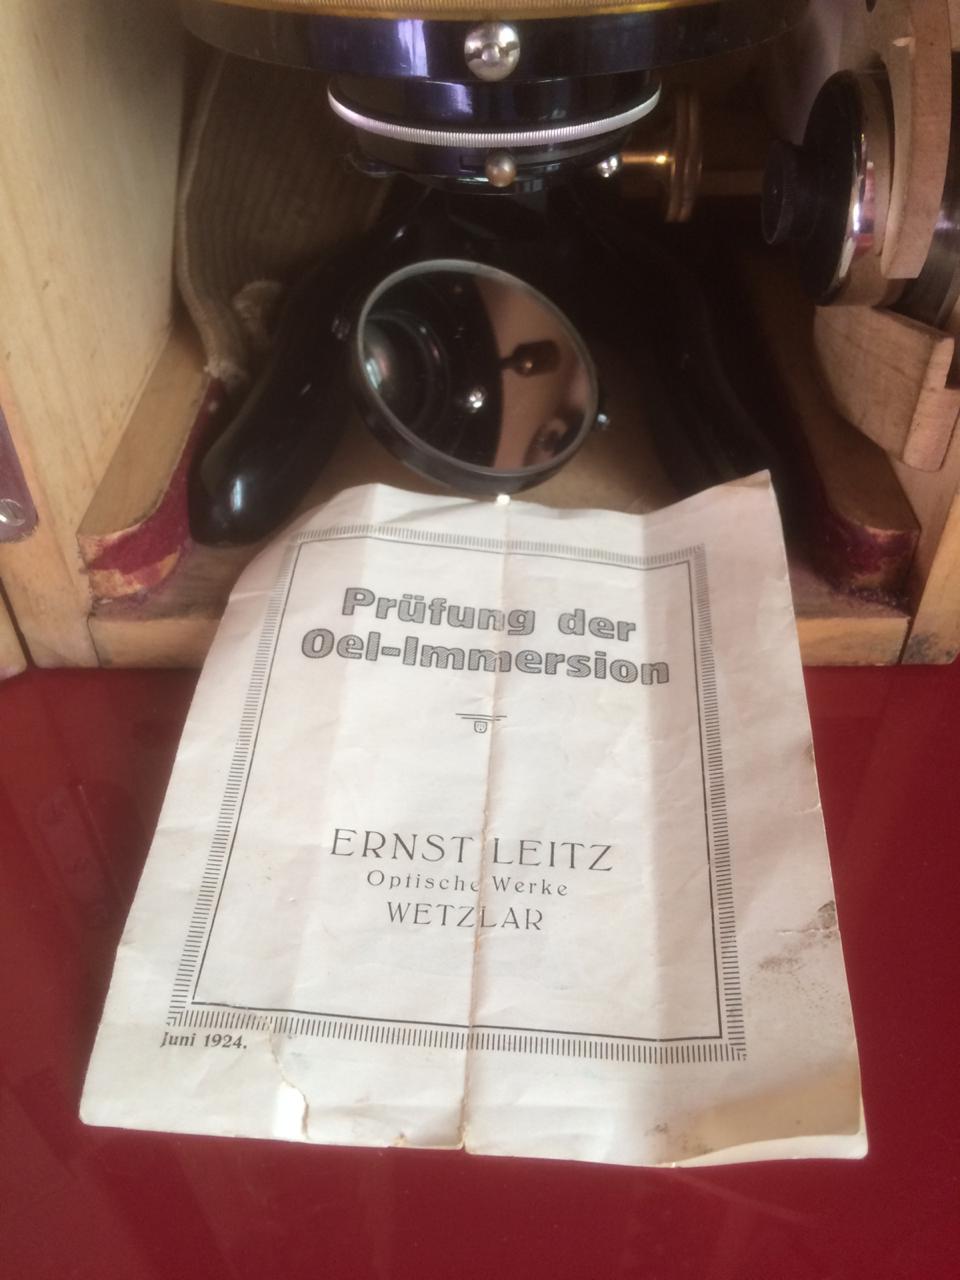 Prüfung der
Oel-Immersion
ERNST LEITZ
Optische Werke
WETZLAR
Juni 1924.